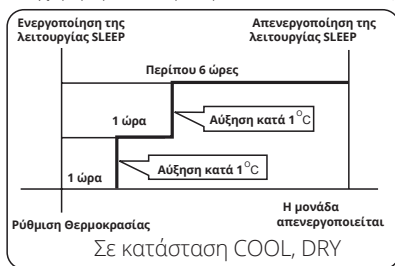 Ενεργοποίηση της
λειτουργίας SLEEP
Απενεργοποίηση της
λειτουργίας SLEEP
Περίπου 6 ώρες
1 ώρα
Αύξηση κατά 1°C
Αύξηση κατά 1°C
1 ώρα
Ρύθμιση Θερμοκρασίας
Η μονάδα
απενεργοποιείται
Σε κατάσταση COOL, DRY